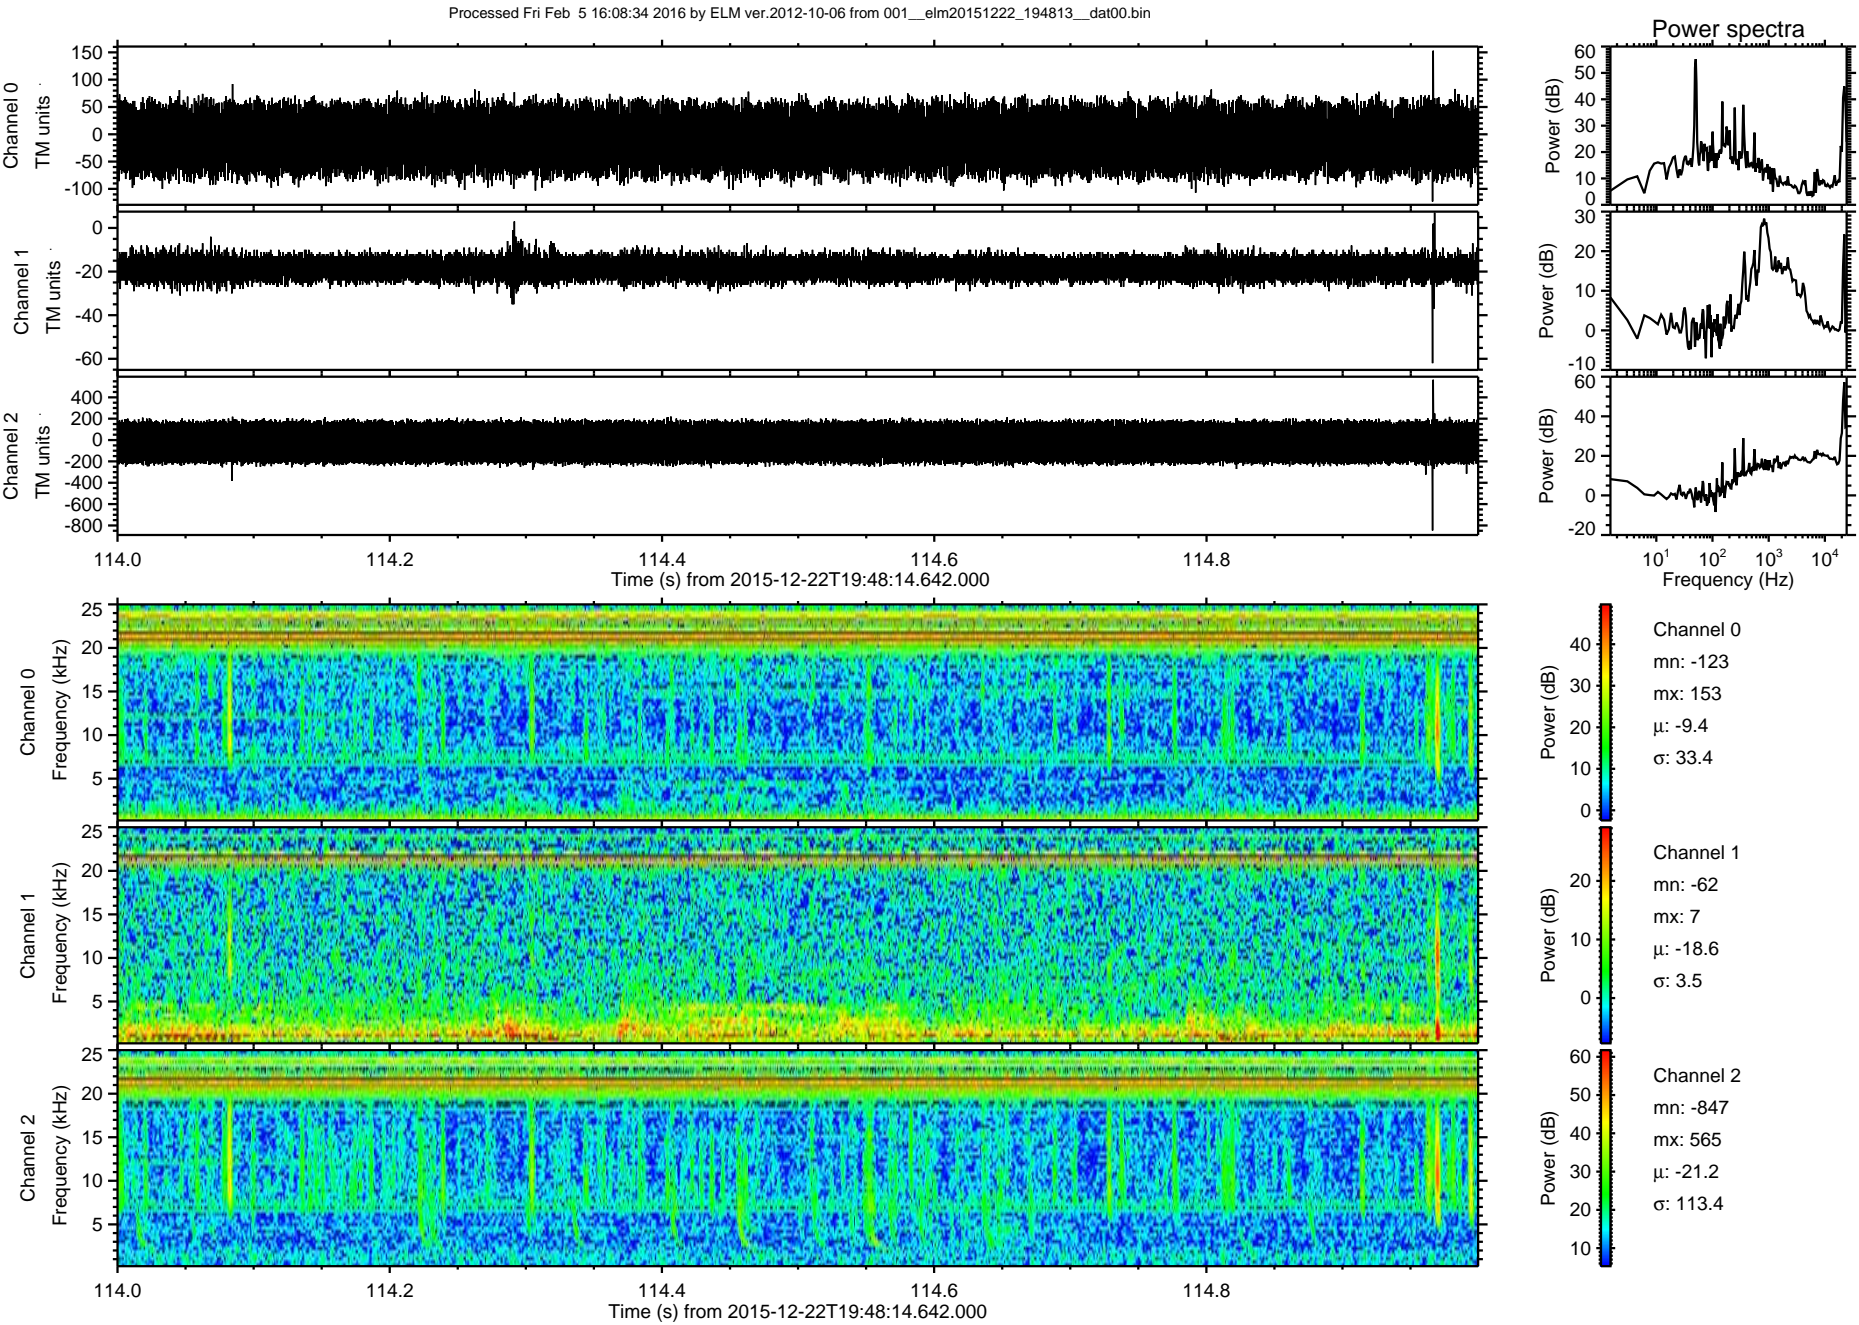 Processed Fri Feb  5 16:08:34 2016 by ELM ver.2012-10-06 from 001__elm20151222_194813__dat00.bin
Power spectra
Channel 0
TM units
150
100
50
0
-50
-100
Power (dB)
60
50
40
30
20
10
0
Channel 1
TM units
0
-20
-40
-60
Power (dB)
30
20
10
0
-10
Channel 2
TM units
400
200
0
-200
-400
-600
-800
Power (dB)
60
40
20
0
-20
114.0 114.2 114.4 114.6 114.8
Time (s) from 2015-12-22T19:48:14.642.000
10¹ 10² 10³ 10⁴
Frequency (Hz)
Channel 0
Frequency (kHz)
25
20
15
10
5
Power (dB)
40
30
20
10
0
Channel 0
mn: -123
mx: 153
μ: -9.4
σ: 33.4
Channel 1
Frequency (kHz)
25
20
15
10
5
Power (dB)
20
10
0
Channel 1
mn: -62
mx: 7
μ: -18.6
σ: 3.5
Channel 2
Frequency (kHz)
25
20
15
10
5
Power (dB)
60
50
40
30
20
10
Channel 2
mn: -847
mx: 565
μ: -21.2
σ: 113.4
114.0 114.2 114.4 114.6 114.8
Time (s) from 2015-12-22T19:48:14.642.000